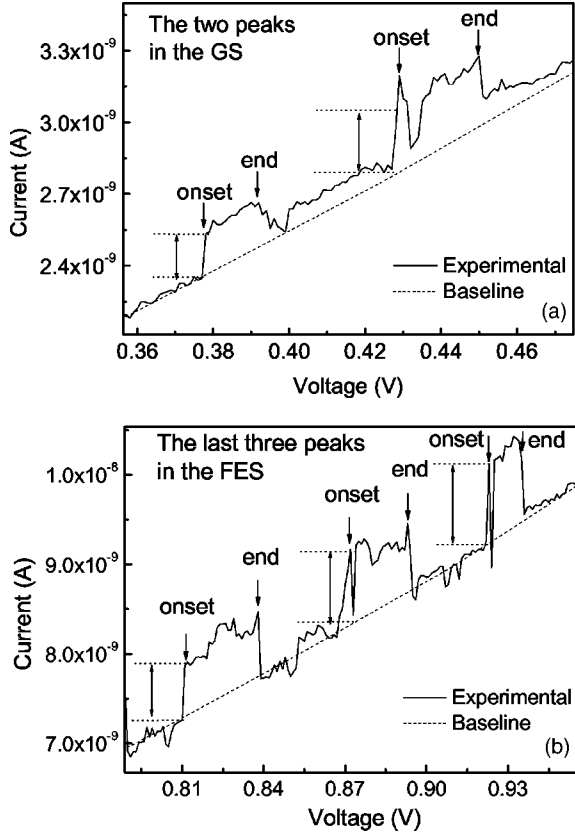 The two peaks
in the GS
onset
end
onset
end
3.3x10⁻⁹
3.0x10⁻⁹
2.7x10⁻⁹
2.4x10⁻⁹
Current (A)
Experimental
Baseline
(a)
0.36 0.38 0.40 0.42 0.44 0.46
Voltage (V)
The last three peaks
in the FES
onset
end
onset
end
onset
end
1.0x10⁻⁸
9.0x10⁻⁹
8.0x10⁻⁹
7.0x10⁻⁹
Current (A)
Experimental
Baseline
(b)
0.81 0.84 0.87 0.90 0.93
Voltage (V)